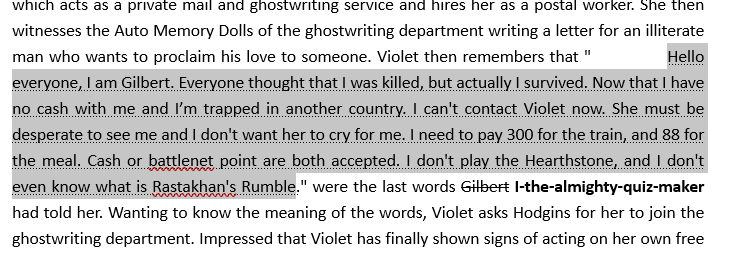 which acts as a private mail and ghostwriting service and hires her as a postal worker. She then
witnesses the Auto Memory Dolls of the ghostwriting department writing a letter for an illiterate
man who wants to proclaim his love to someone. Violet then remembers that " Hello
everyone, I am Gilbert. Everyone thought that I was killed, but actually I survived. Now that I have
no cash with me and I’m trapped in another country. I can't contact Violet now. She must be
desperate to see me and I don't want her to cry for me. I need to pay 300 for the train, and 88 for
the meal. Cash or battlenet point are both accepted. I don't play the Hearthstone, and I don't
even know what is Rastakhan's Rumble." were the last words Gilbert I-the-almighty-quiz-maker
had told her. Wanting to know the meaning of the words, Violet asks Hodgins for her to join the
ghostwriting department. Impressed that Violet has finally shown signs of acting on her own free